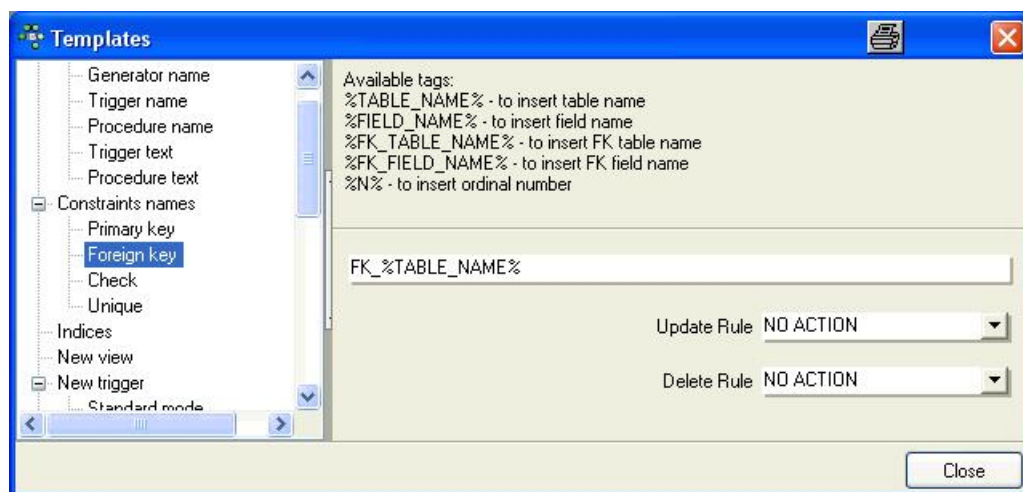 Templates
Generator name
Trigger name
Procedure name
Trigger text
Procedure text
Constraints names
Primary key
Foreign key
Check
Unique
Indices
New view
New trigger
Standard mode
Available tags:
%TABLE_NAME% - to insert table name
%FIELD_NAME% - to insert field name
%FK_TABLE_NAME% - to insert FK table name
%FK_FIELD_NAME% - to insert FK field name
%N% - to insert ordinal number
FK_%TABLE_NAME%
Update Rule NO ACTION
Delete Rule NO ACTION
Close